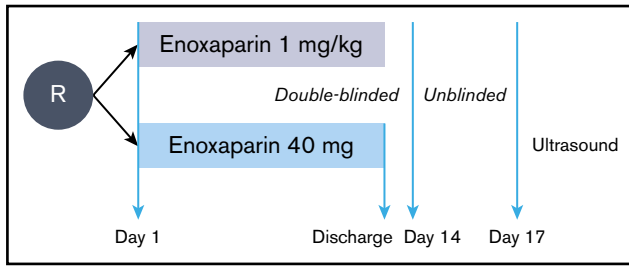 Enoxaparin 1 mg/kg
R
Double-blinded
Unblinded
Enoxaparin 40 mg
Ultrasound
Day 1
Discharge
Day 14
Day 17